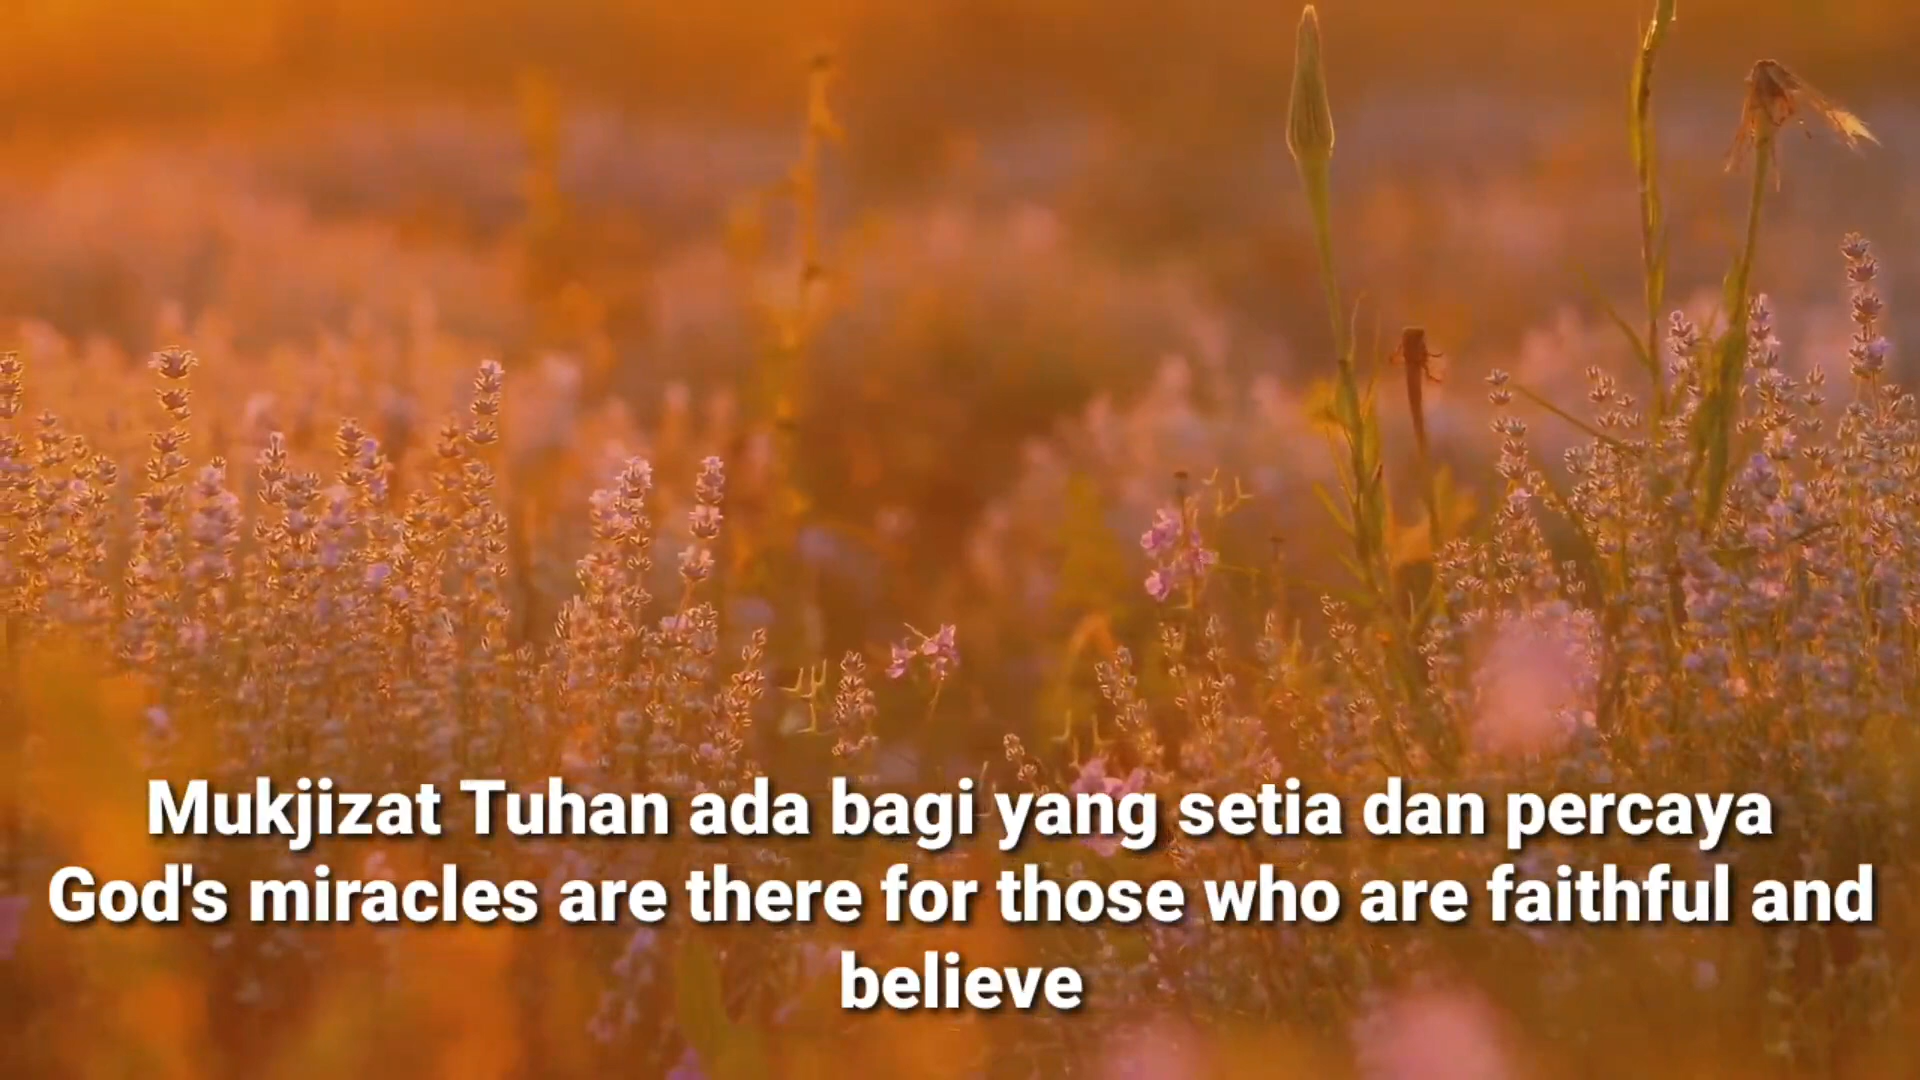 Mukjizat Tuhan ada bagi yang setia dan percaya
God's miracles are there for those who are faithful and
believe